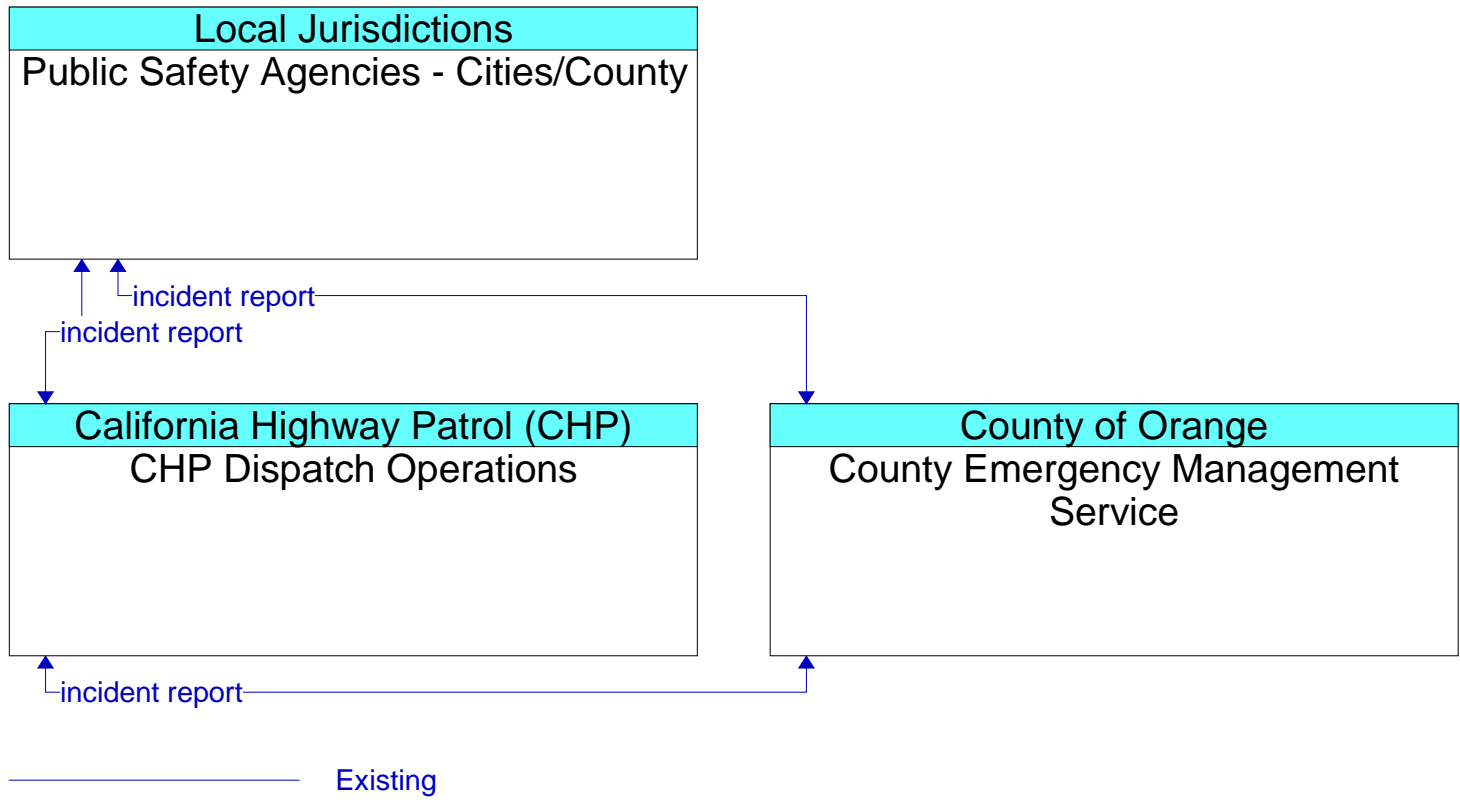 Local Jurisdictions
Public Safety Agencies - Cities/County
incident report
incident report
California Highway Patrol (CHP)
CHP Dispatch Operations
County of Orange
County Emergency Management
Service
incident report
Existing